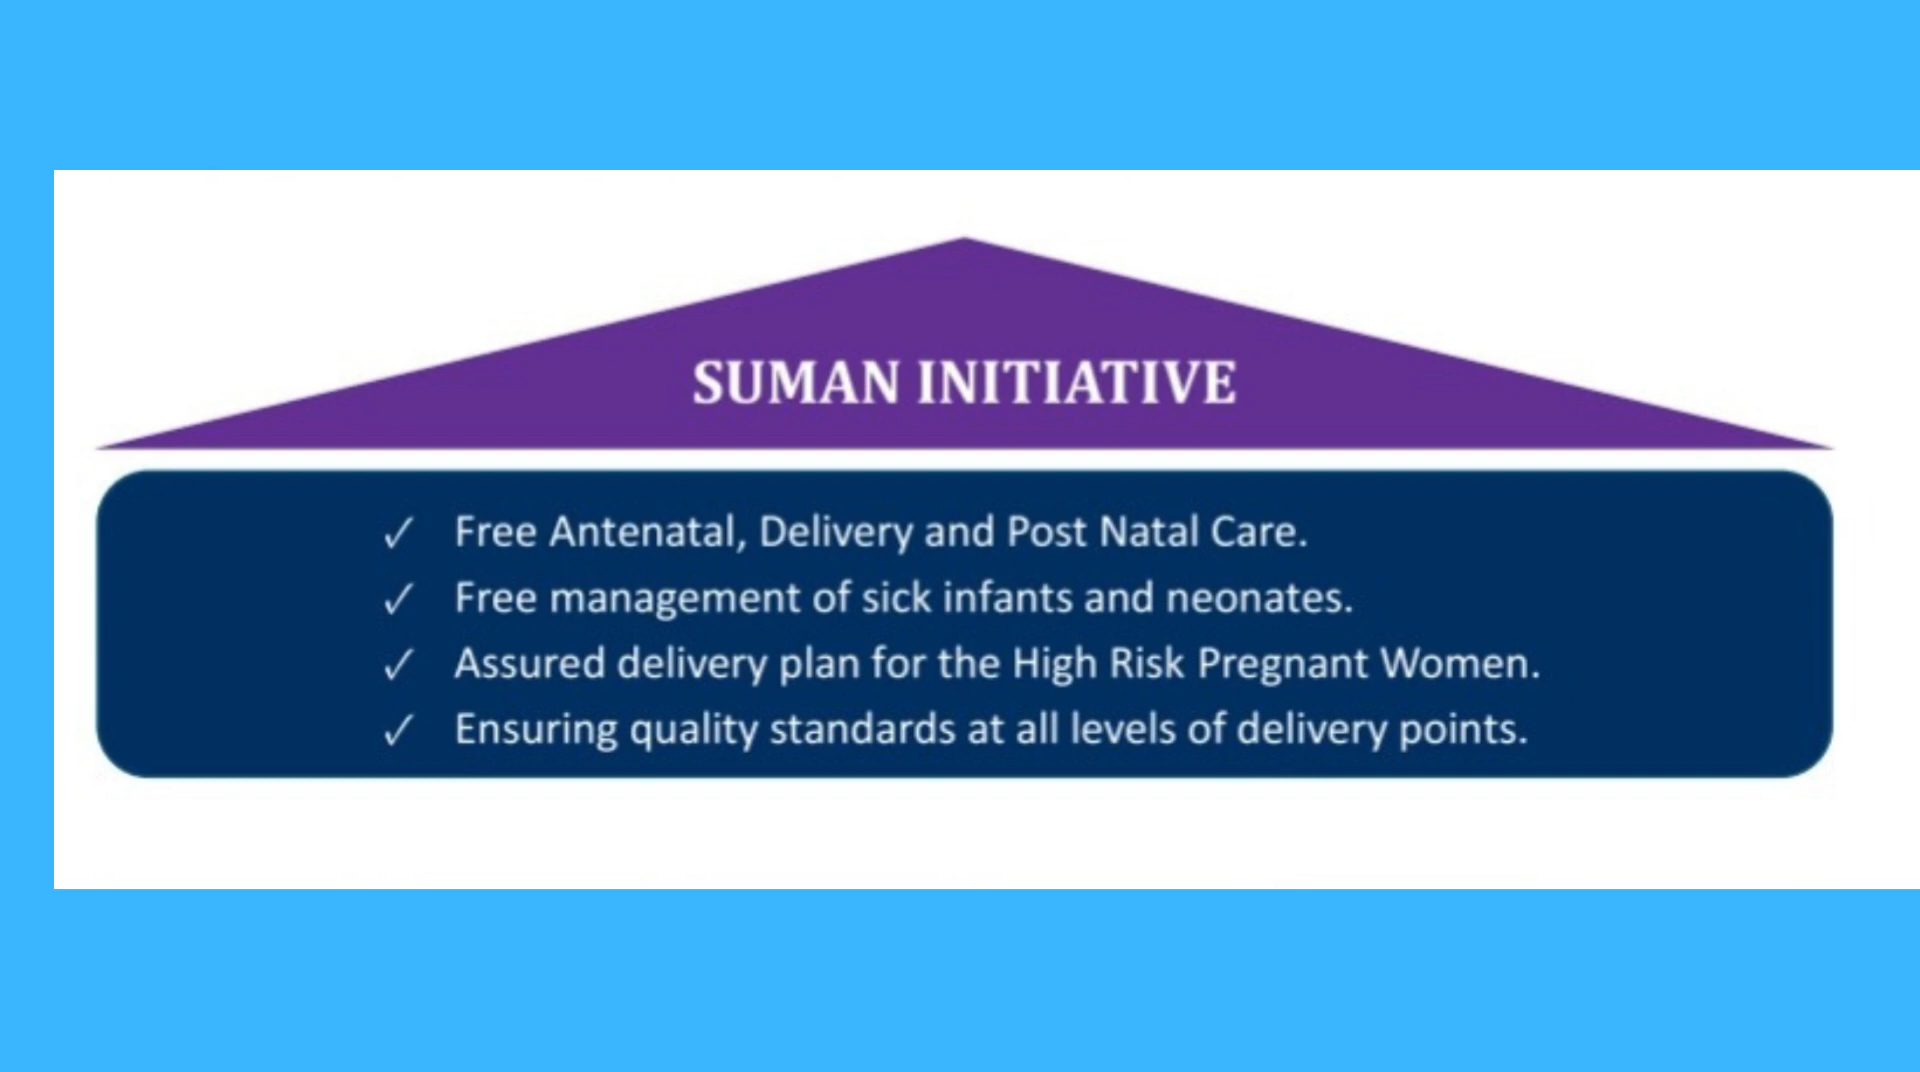 SUMAN INITIATIVE
✓ Free Antenatal, Delivery and Post Natal Care.
✓ Free management of sick infants and neonates.
✓ Assured delivery plan for the High Risk Pregnant Women.
✓ Ensuring quality standards at all levels of delivery points.